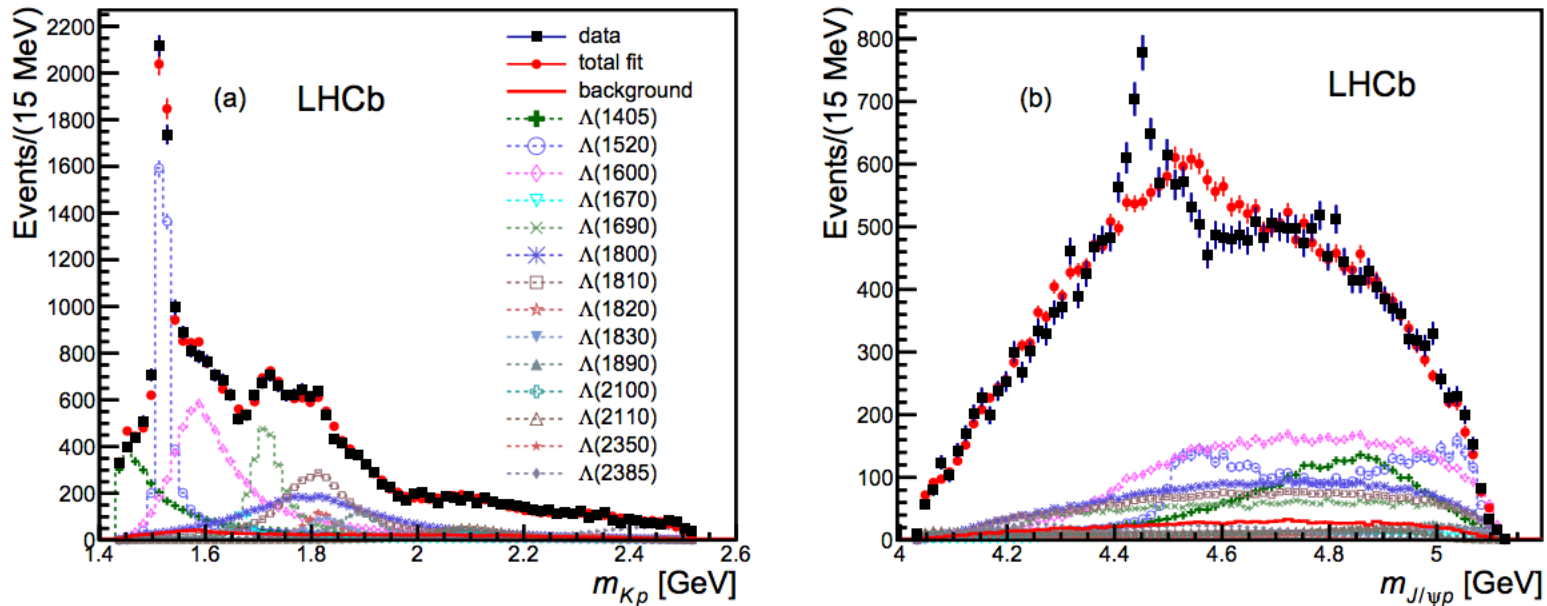 Events/(15 MeV)
2200
2000
1800
1600
1400
1200
1000
800
600
400
200
0
(a)
LHCb
data
total fit
background
Λ(1405)
Λ(1520)
Λ(1600)
Λ(1670)
Λ(1690)
Λ(1800)
Λ(1810)
Λ(1820)
Λ(1830)
Λ(1890)
Λ(2100)
Λ(2110)
Λ(2350)
Λ(2385)
1.4 1.6 1.8 2 2.2 2.4 2.6
m_Kp [GeV]
Events/(15 MeV)
800
700
600
500
400
300
200
100
0
(b)
LHCb
4 4.2 4.4 4.6 4.8 5
m_J/ψp [GeV]